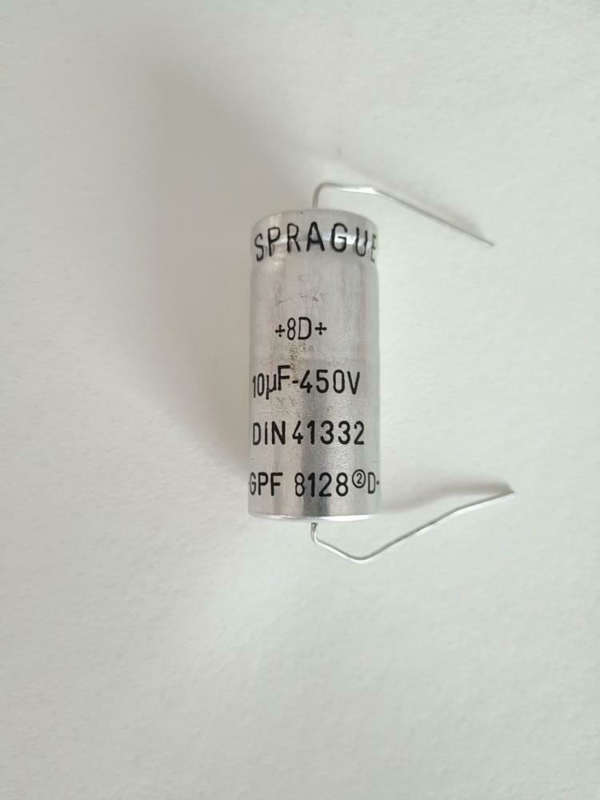 SPRAGUE
÷8D÷
10µF-450V
DIN 41332
GPF 8128②D-